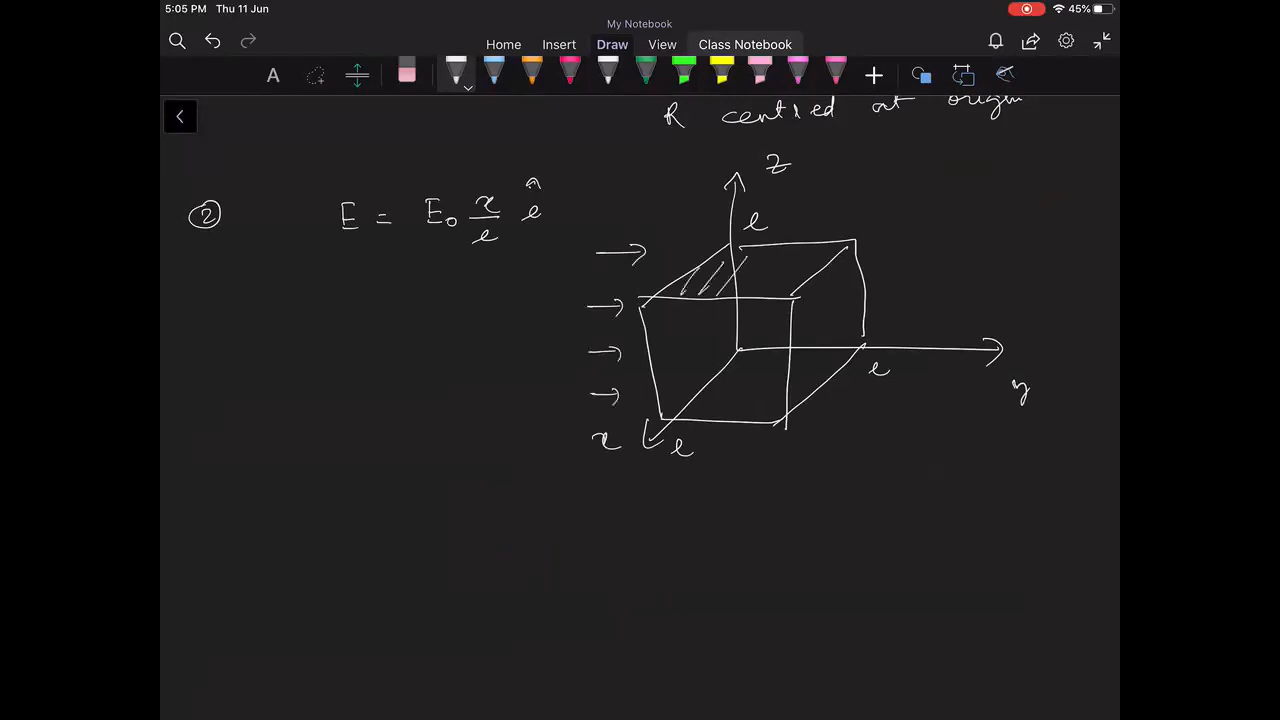 5:05 PM Thu 11 Jun
45%
My Notebook
Home Insert Draw View Class Notebook
A
R centred at origin
z
② E = E₀ x/l ê
l
l
y
x l